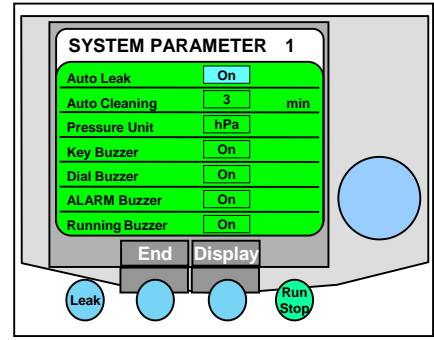 SYSTEM PARAMETER 1
Auto Leak On
Auto Cleaning 3 min
Pressure Unit hPa
Key Buzzer On
Dial Buzzer On
ALARM Buzzer On
Running Buzzer On
End Display
Leak
Run
Stop